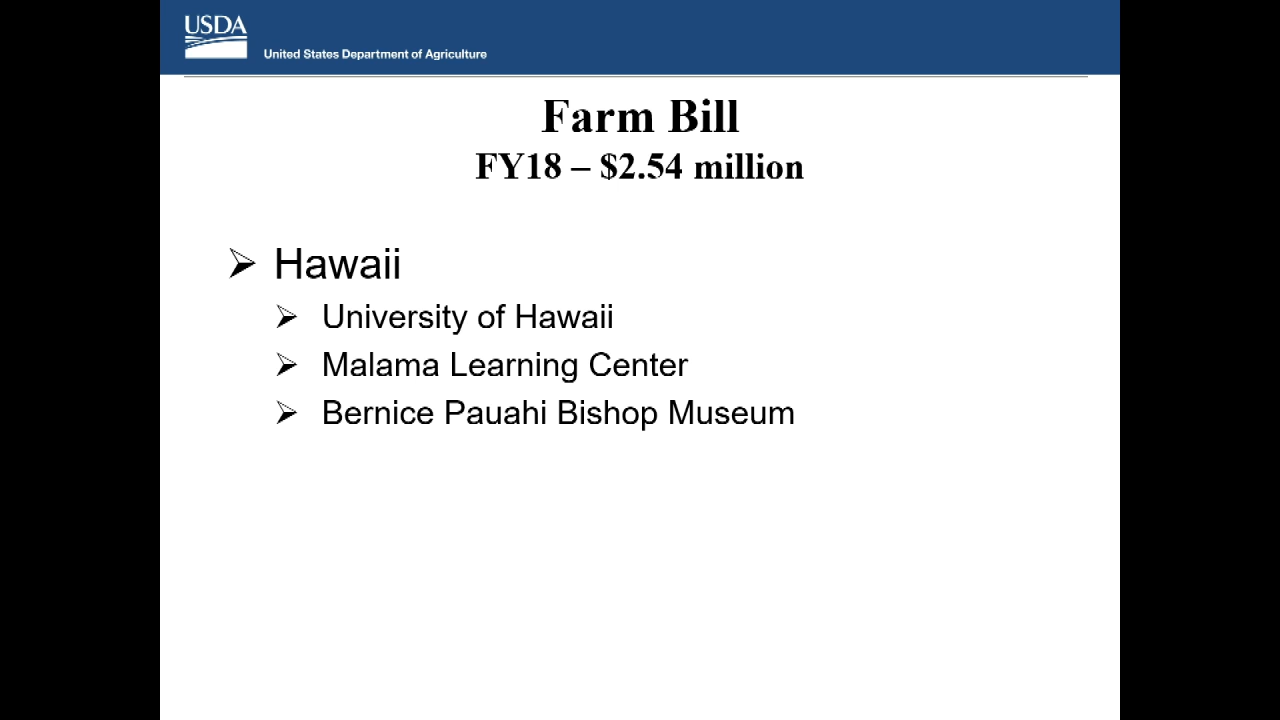 USDA
United States Department of Agriculture
Farm Bill
FY18 – $2.54 million
➢ Hawaii
➢ University of Hawaii
➢ Malama Learning Center
➢ Bernice Pauahi Bishop Museum